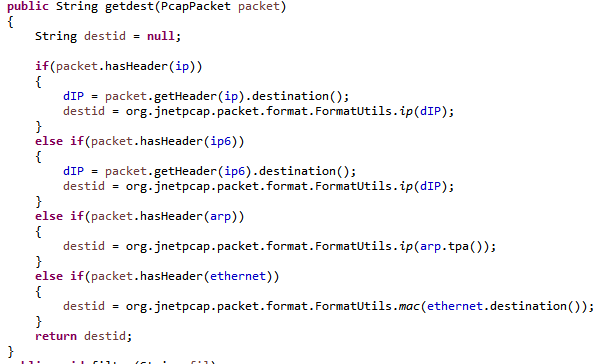 public String getdest(PcapPacket packet)
{
    String destid = null;

    if(packet.hasHeader(ip))
    {
        dIP = packet.getHeader(ip).destination();
        destid = org.jnetpcap.packet.format.FormatUtils.ip(dIP);
    }
    else if(packet.hasHeader(ip6))
    {
        dIP = packet.getHeader(ip6).destination();
        destid = org.jnetpcap.packet.format.FormatUtils.ip(dIP);
    }
    else if(packet.hasHeader(arp))
    {
        destid = org.jnetpcap.packet.format.FormatUtils.ip(arp.tpa());
    }
    else if(packet.hasHeader(ethernet))
    {
        destid = org.jnetpcap.packet.format.FormatUtils.mac(ethernet.destination());
    }
    return destid;
}